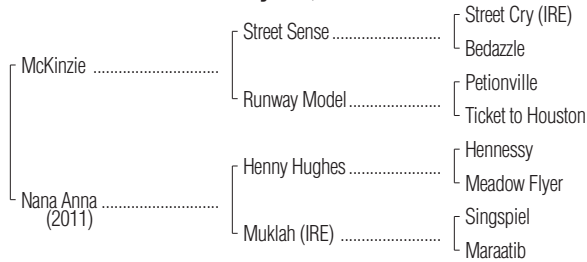 Street Cry (IRE)
Street Sense ........................
Bedazzle
McKinzie ............................
Petionville
Runway Model.......................
Ticket to Houston
Hennessy
Henny Hughes .......................
Meadow Flyer
Nana Anna ..........................
(2011)
Singspiel
Muklah (IRE) ......................
Maraatib